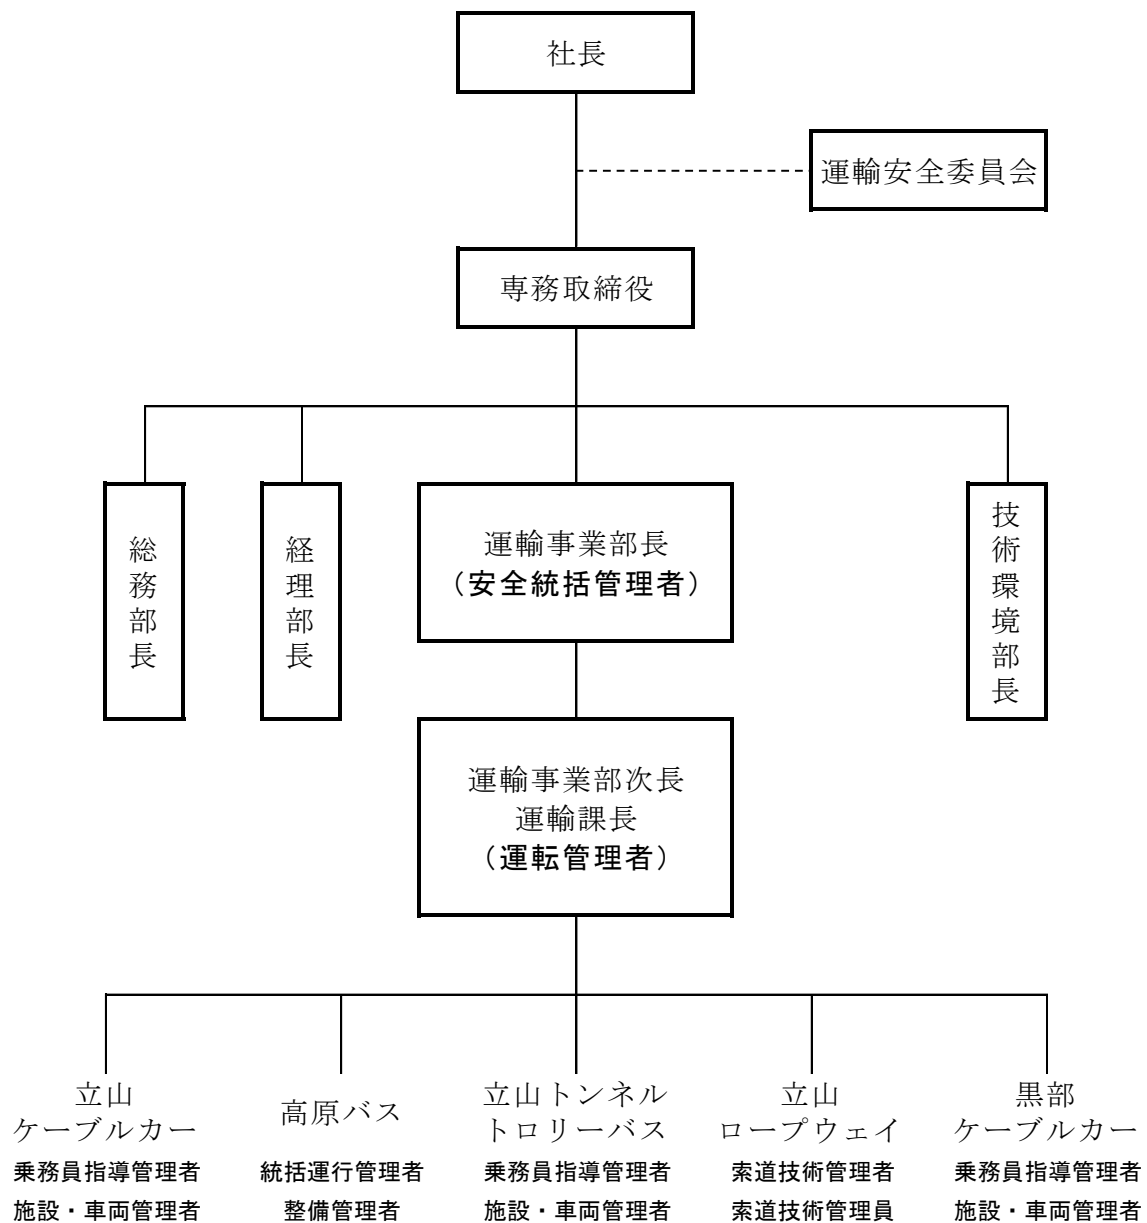 社長
運輸安全委員会
専務取締役
総務部長
経理部長
運輸事業部長
（安全統括管理者）
技術環境部長
運輸事業部次長
運輸課長
（運転管理者）
立山
ケーブルカー
乗務員指導管理者
施設・車両管理者
高原バス
統括運行管理者
整備管理者
立山トンネル
トロリーバス
乗務員指導管理者
施設・車両管理者
立山
ロープウェイ
索道技術管理者
索道技術管理員
黒部
ケーブルカー
乗務員指導管理者
施設・車両管理者